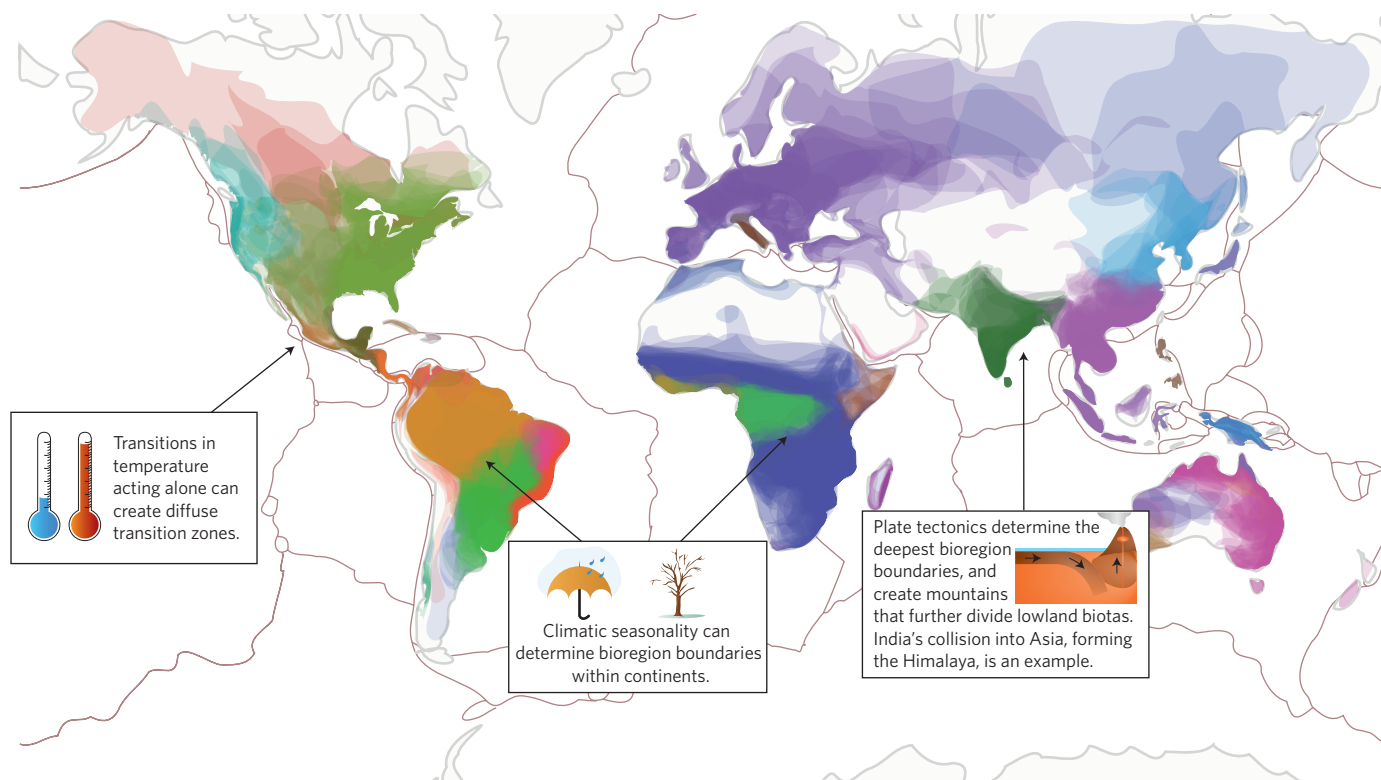 Transitions in
temperature
acting alone can
create diffuse
transition zones.
Climatic seasonality can
determine bioregion boundaries
within continents.
Plate tectonics determine the
deepest bioregion
boundaries, and
create mountains
that further divide lowland biotas.
India’s collision into Asia, forming
the Himalaya, is an example.